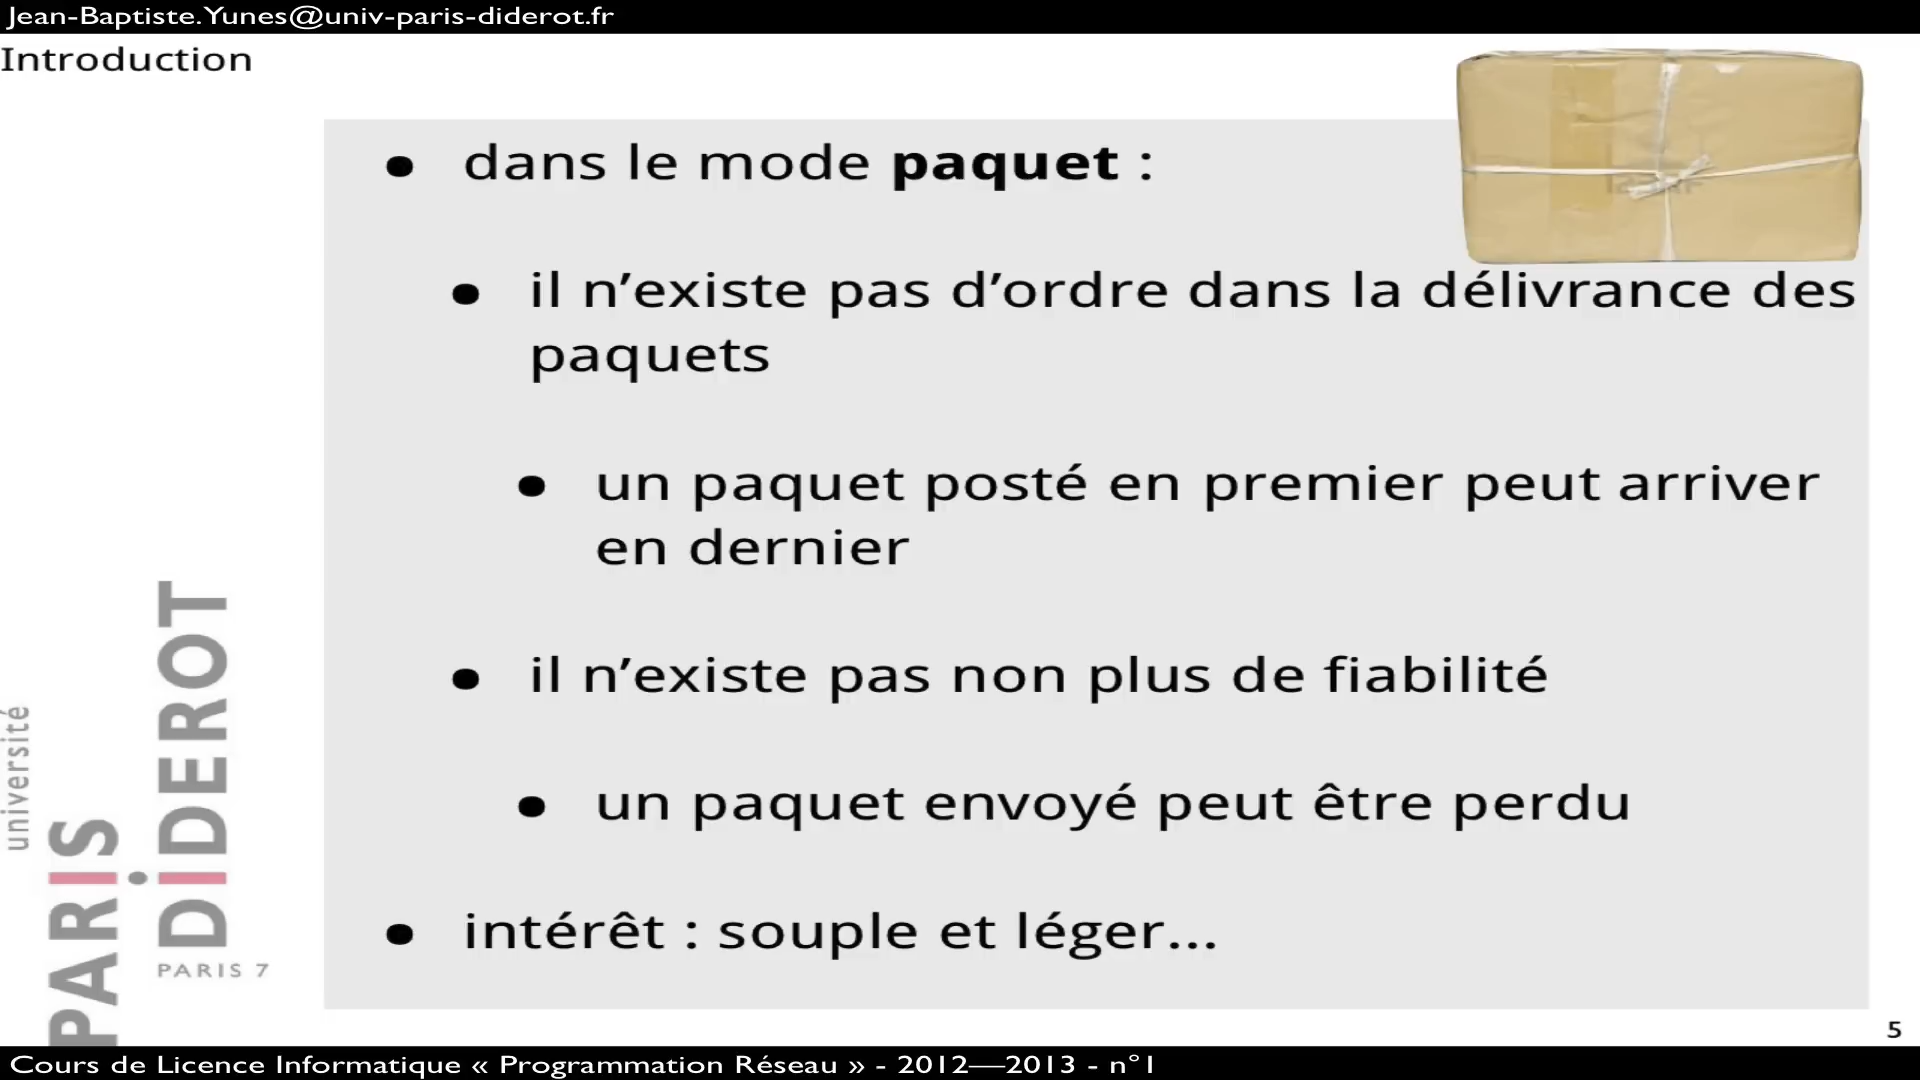 Jean-Baptiste.Yunes@univ-paris-diderot.fr
Introduction
• dans le mode paquet :
• il n’existe pas d’ordre dans la délivrance des
paquets
• un paquet posté en premier peut arriver
en dernier
• il n’existe pas non plus de fiabilité
• un paquet envoyé peut être perdu
• intérêt : souple et léger...
université
PARIS
DIDEROT
PARIS 7
5
Cours de Licence Informatique « Programmation Réseau » - 2012—2013 - n°1